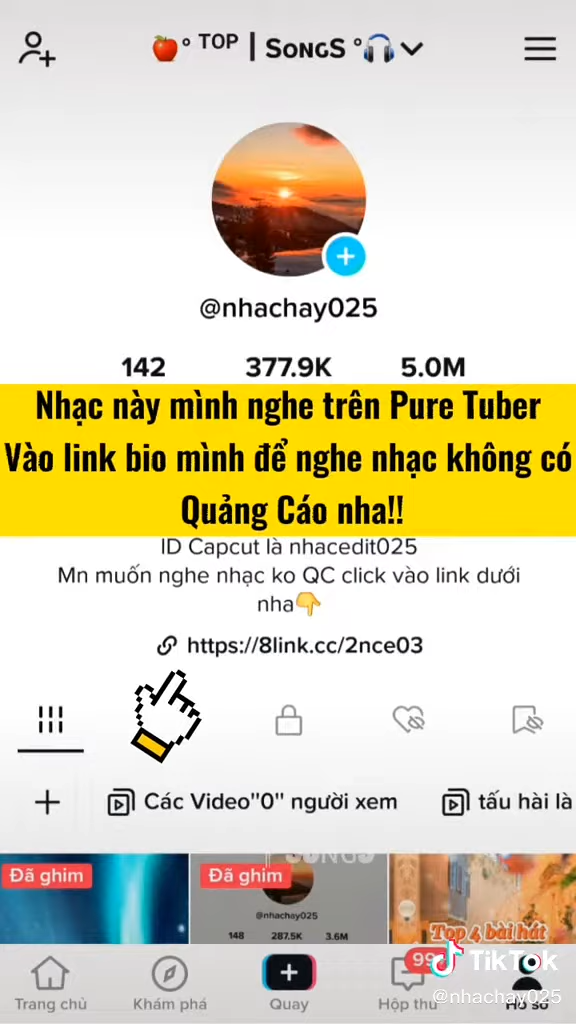 🍎° TOP | SONGS °🎧
@nhachay025
142 377.9K 5.0M
Nhạc này mình nghe trên Pure Tuber
Vào link bio mình để nghe nhạc không có
Quảng Cáo nha!!
ID Capcut là nhacedit025
Mn muốn nghe nhạc ko QC click vào link dưới
nha👇
https://8link.cc/2nce03
Các Video"0" người xem
tấu hài là
Đã ghim
Đã ghim
SONGS
@nhachay025
148 287.5K 3.6M
Top 4 bài hát
Trang chủ
Khám phá
Quay
Hộp thư
Hồ sơ
99+
TikTok
@nhachay025